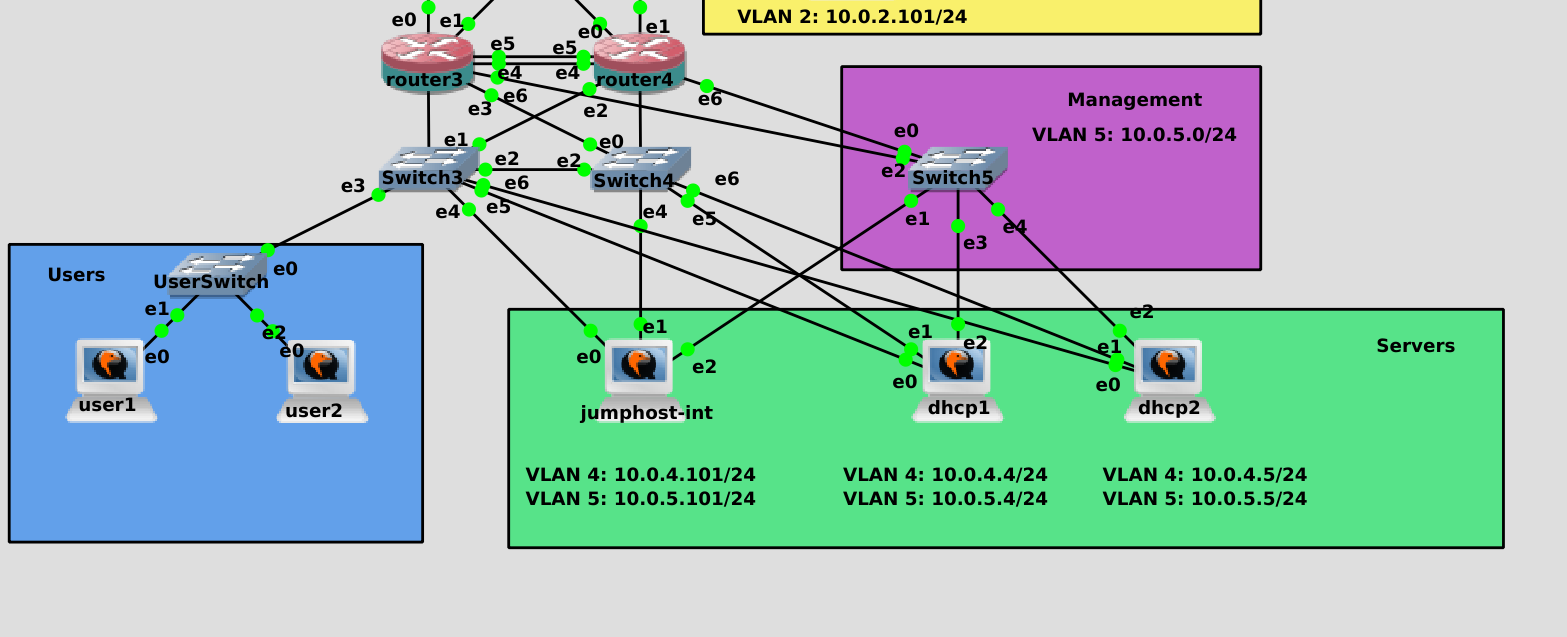 VLAN 2: 10.0.2.101/24
e0
e1
e0
e1
e5
e5
e4
e4
router3
router4
e3
e6
e2
e6
Management
VLAN 5: 10.0.5.0/24
e1
e0
e0
e2
e2
e2
Switch3
Switch4
Switch5
e3
e6
e6
e4
e5
e4
e5
e1
e4
e3
Users
UserSwitch
e0
e1
e2
e0
e0
user1
user2
e1
e0
e2
e1
e2
e0
e2
e1
e0
Servers
jumphost-int
dhcp1
dhcp2
VLAN 4: 10.0.4.101/24
VLAN 5: 10.0.5.101/24
VLAN 4: 10.0.4.4/24
VLAN 5: 10.0.5.4/24
VLAN 4: 10.0.4.5/24
VLAN 5: 10.0.5.5/24